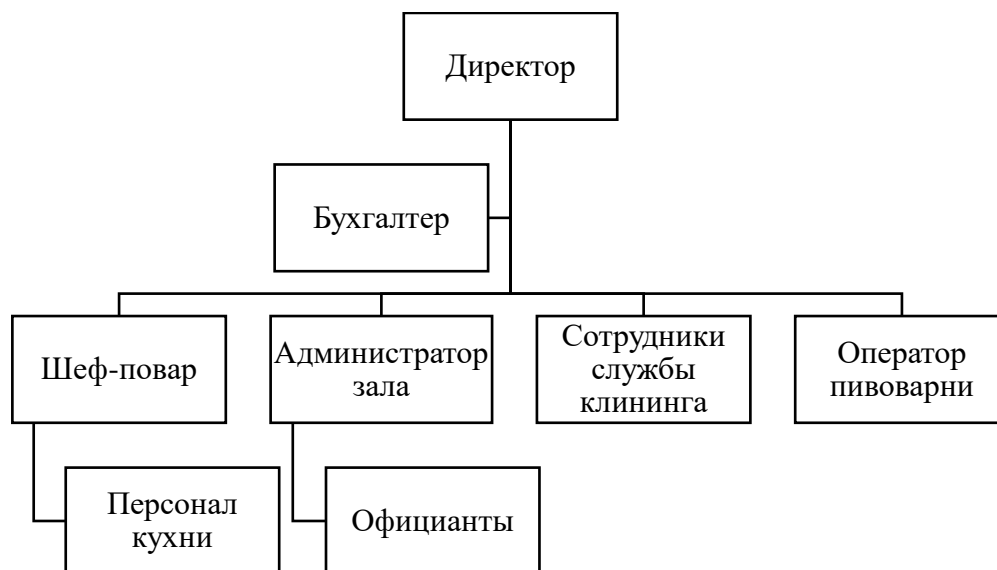 Директор
Бухгалтер
Шеф-повар
Администратор
зала
Сотрудники
службы
клининга
Оператор
пивоварни
Персонал
кухни
Официанты